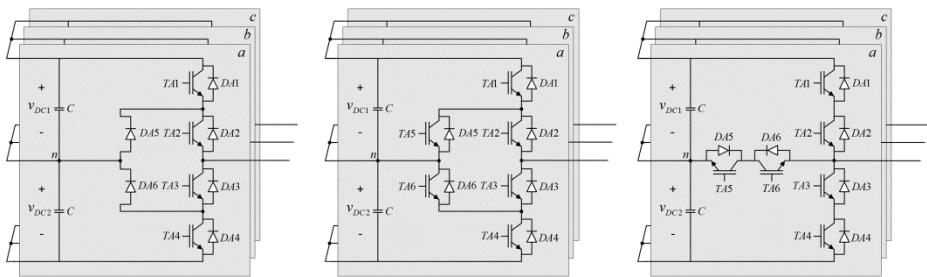 c
b
a
TA1
DA1
+
v_DC1
C
-
DA5
TA2
DA2
n
+
DA6
TA3
DA3
v_DC2
C
-
TA4
DA4
c
b
a
TA1
DA1
+
v_DC1
C
-
TA5
DA5
TA2
DA2
n
+
TA6
DA6
TA3
DA3
v_DC2
C
-
TA4
DA4
c
b
a
TA1
DA1
+
v_DC1
C
-
DA5
DA6
TA2
DA2
n
TA5
TA6
+
TA3
DA3
v_DC2
C
-
TA4
DA4